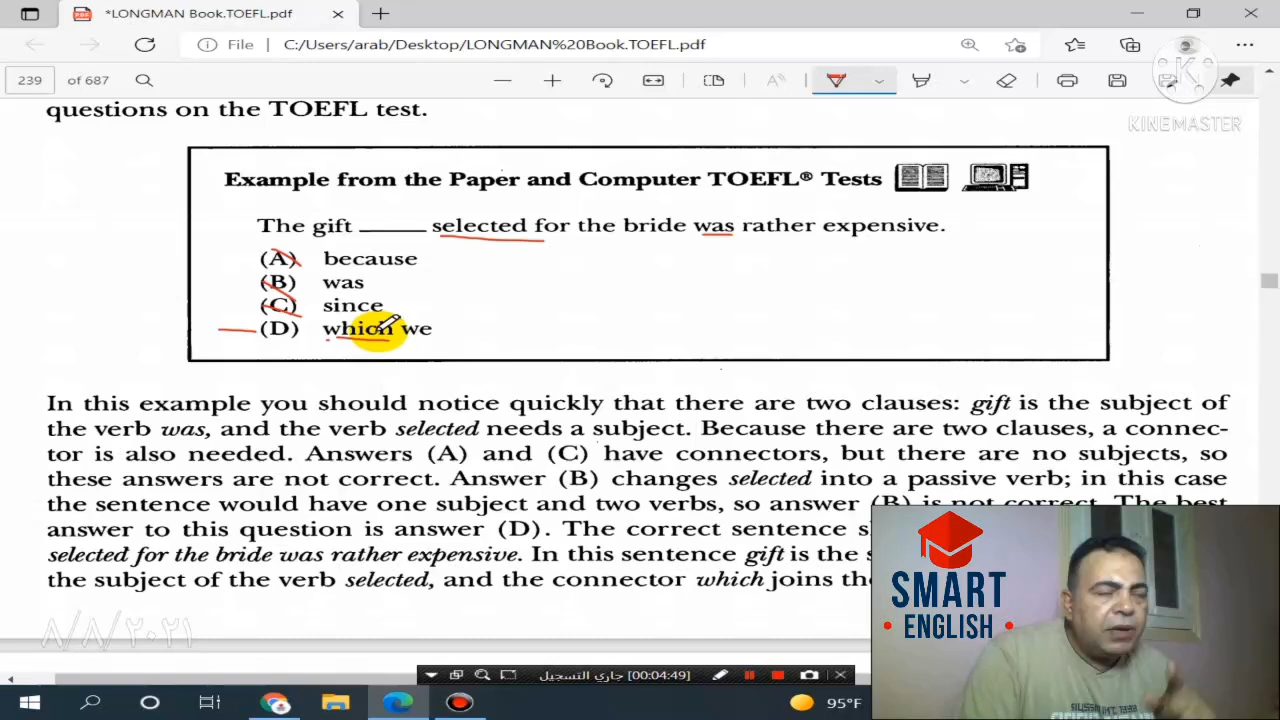 *LONGMAN Book.TOEFL.pdf
File
C:/Users/arab/Desktop/LONGMAN%20Book.TOEFL.pdf
239
of 687
KINEMASTER
questions on the TOEFL test.
Example from the Paper and Computer TOEFL® Tests
The gift ______ selected for the bride was rather expensive.
(A) because
(B) was
(C) since
(D) which we
In this example you should notice quickly that there are two clauses: gift is the subject of
the verb was, and the verb selected needs a subject. Because there are two clauses, a connec-
tor is also needed. Answers (A) and (C) have connectors, but there are no subjects, so
these answers are not correct. Answer (B) changes selected into a passive verb; in this case
the sentence would have one subject and two verbs, so answer (B) is not correct. The best
answer to this question is answer (D). The correct sentence
selected for the bride was rather expensive. In this sentence gift is the
the subject of the verb selected, and the connector which joins
SMART
ENGLISH
٨/٨/٢٠٢١
جاري التسجيل [00:04:49]
95°F